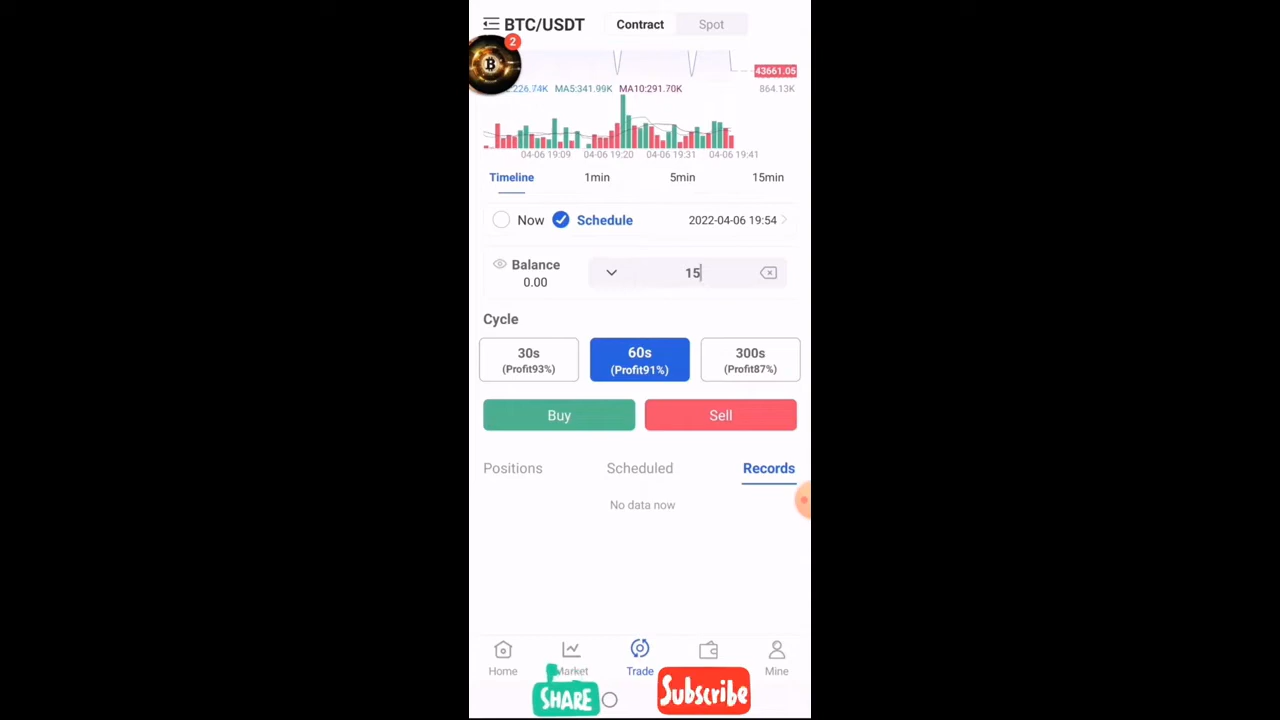 BTC/USDT Contract Spot
2
43661.05
:226.74K MA5:341.99K MA10:291.70K 864.13K
04-06 19:09 04-06 19:20 04-06 19:31 04-06 19:41
Timeline 1min 5min 15min
Now Schedule 2022-04-06 19:54
Balance
0.00
15
Cycle
30s 60s 300s
(Profit93%) (Profit91%) (Profit87%)
Buy Sell
Positions Scheduled Records
No data now
Home Market Trade Mine
SHARE Subscribe